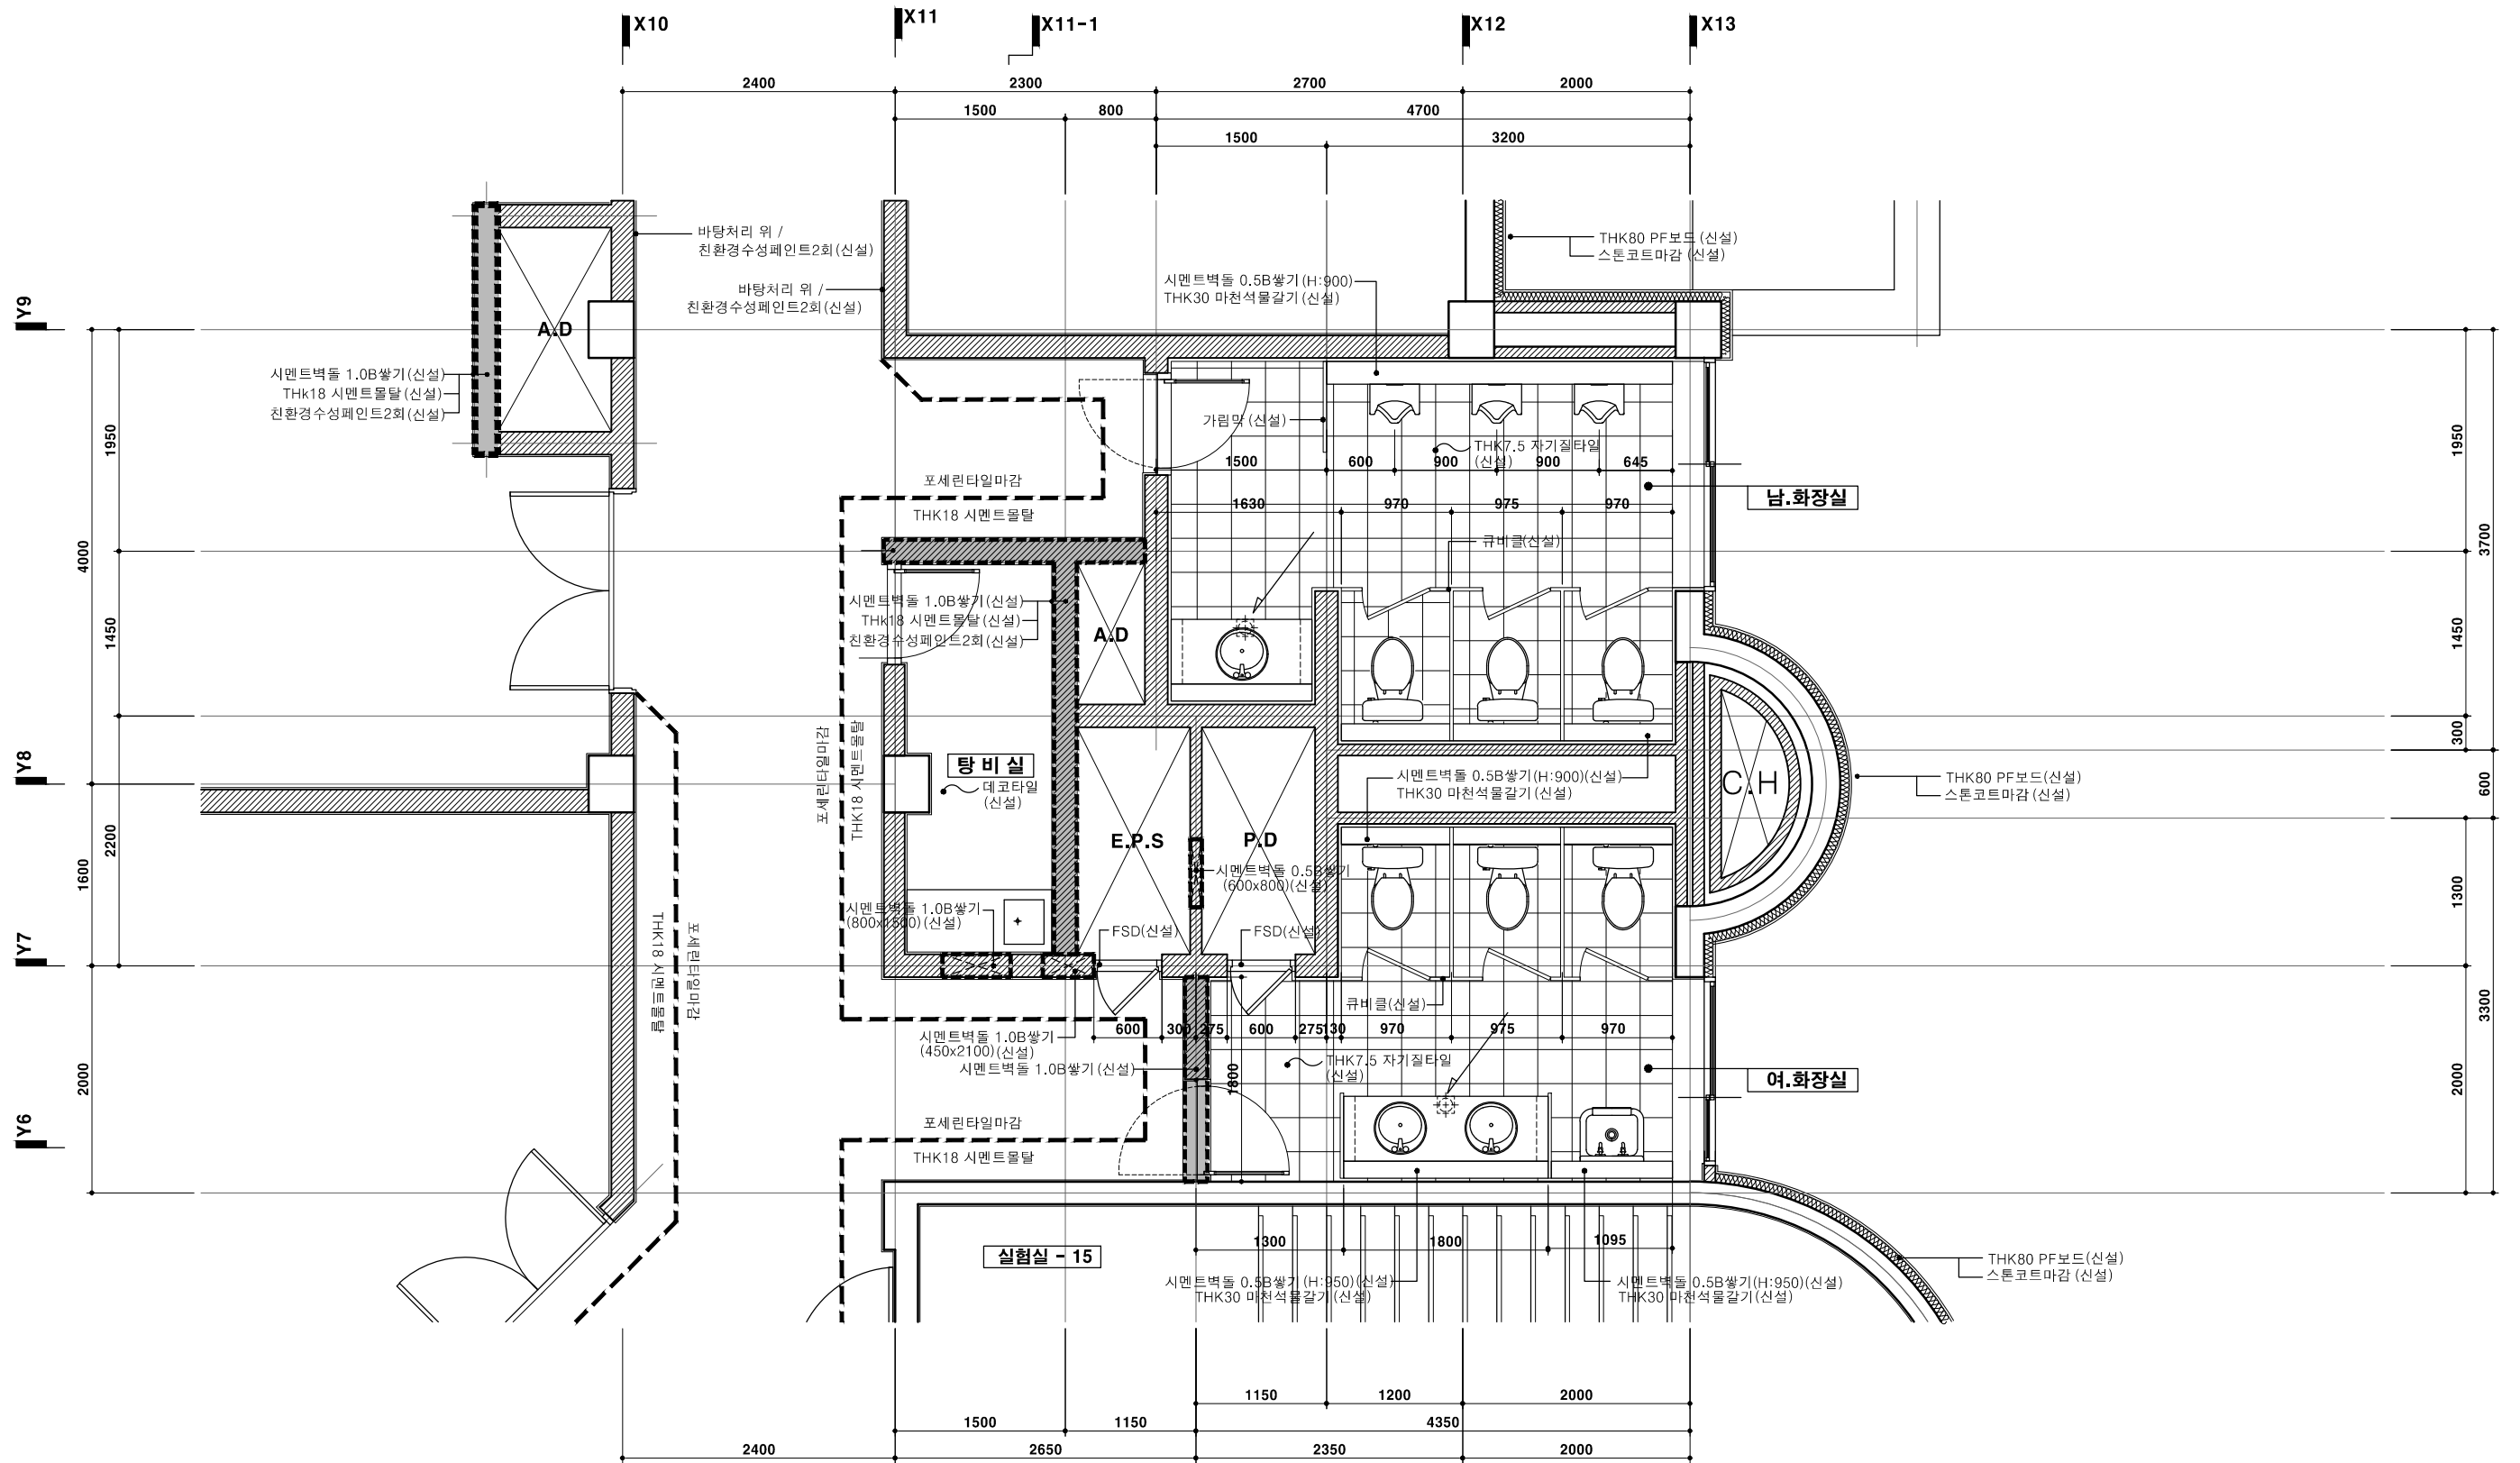 X10
X11
X11-1
X12
X13
2400
2300
2700
2000
1500
800
4700
1500
3200
바탕처리 위 /
친환경수성페인트2회(신설)
바탕처리 위 /
친환경수성페인트2회(신설)
THK80 PF보드 (신설)
스톤코트마감 (신설)
시멘트벽돌 0.5B쌓기(H:900)
THK30 마천석물갈기(신설)
Y9
A.D
시멘트벽돌 1.0B쌓기(신설)
THk18 시멘트몰탈(신설)
친환경수성페인트2회(신설)
가림막(신설)
THK7.5 자기질타일
(신설)
1500
600
900
900
645
포세린타일마감
THK18 시멘트몰탈
1630
970
975
970
남.화장실
큐비클(신설)
1950
4000
1450
1950
3700
1450
300
시멘트벽돌 1.0B쌓기(신설)
THk18 시멘트몰탈(신설)
친환경수성페인트2회(신설)
A.D
포세린타일마감
THK18 시멘트몰탈
Y8
탕 비 실
데코타일
(신설)
시멘트벽돌 0.5B쌓기(H:900)(신설)
THK30 마천석물갈기(신설)
C.H
THK80 PF보드(신설)
스톤코트마감(신설)
600
2200
1600
E.P.S
P.D
시멘트벽돌 0.5B쌓기
(600x800)(신설)
1300
시멘트벽돌 1.0B쌓기
(800x1500)(신설)
FSD(신설)
FSD(신설)
Y7
THK18 시멘트몰탈
포세린타일마감
큐비클(신설)
3300
600
300
275
600
275
130
970
975
970
시멘트벽돌 1.0B쌓기
(450x2100)(신설)
시멘트벽돌 1.0B쌓기(신설)
THK7.5 자기질타일
(신설)
1800
여.화장실
2000
2000
Y6
포세린타일마감
THK18 시멘트몰탈
실험실 - 15
1300
1800
1095
THK80 PF보드(신설)
스톤코트마감 (신설)
시멘트벽돌 0.5B쌓기(H:950)(신설)
THK30 마천석물갈기(신설)
시멘트벽돌 0.5B쌓기(H:950)(신설)
THK30 마천석물갈기(신설)
1150
1200
2000
1500
1150
4350
2400
2650
2350
2000